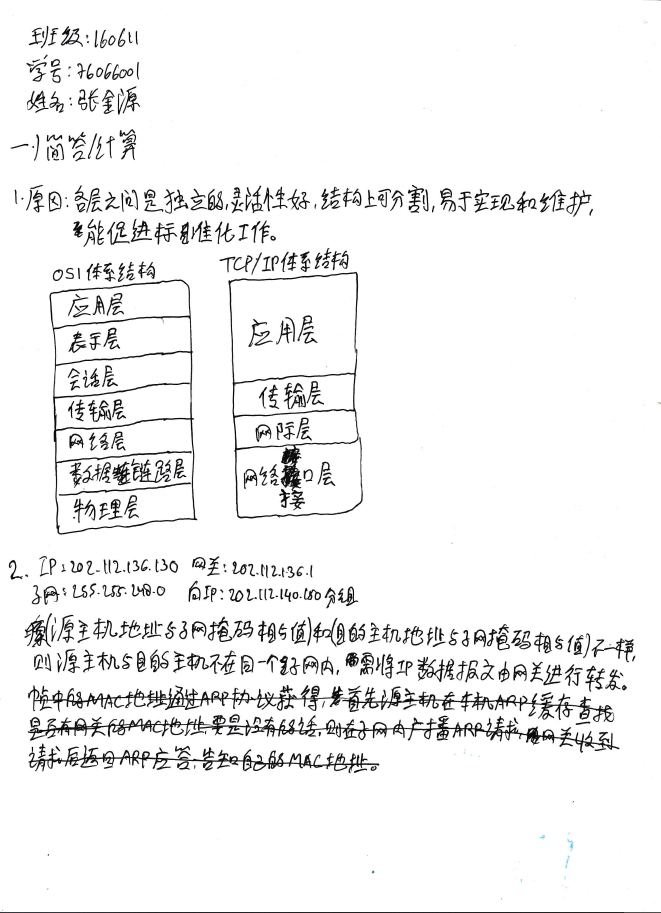 班级:160611
学号:76066001
姓名:张金源
一、简答/计算
1.原因:各层之间是独立的,灵活性好,结构上可分割,易于实现和维护,
能促进标准化工作。
OSI体系结构
应用层
表示层
会话层
传输层
网络层
数据链路层
物理层
TCP/IP体系结构
应用层
传输层
网际层
网络接口层
2. IP:202.112.136.130 网关:202.112.136.1
子网:255.255.248.0 向IP:202.112.140.150分组
(源主机地址与子网掩码相与值)和(目的主机地址与子网掩码相与值)不一样,
则源主机与目的主机不在同一个子网内,需将IP数据报文由网关进行转发。
帧中的MAC地址通过ARP协议获得,首先源主机在本机ARP缓存查找
是否有网关的MAC地址,要是没有的话,则在子网内广播ARP请求,网关收到
请求后返回ARP应答,告知自己的MAC地址。